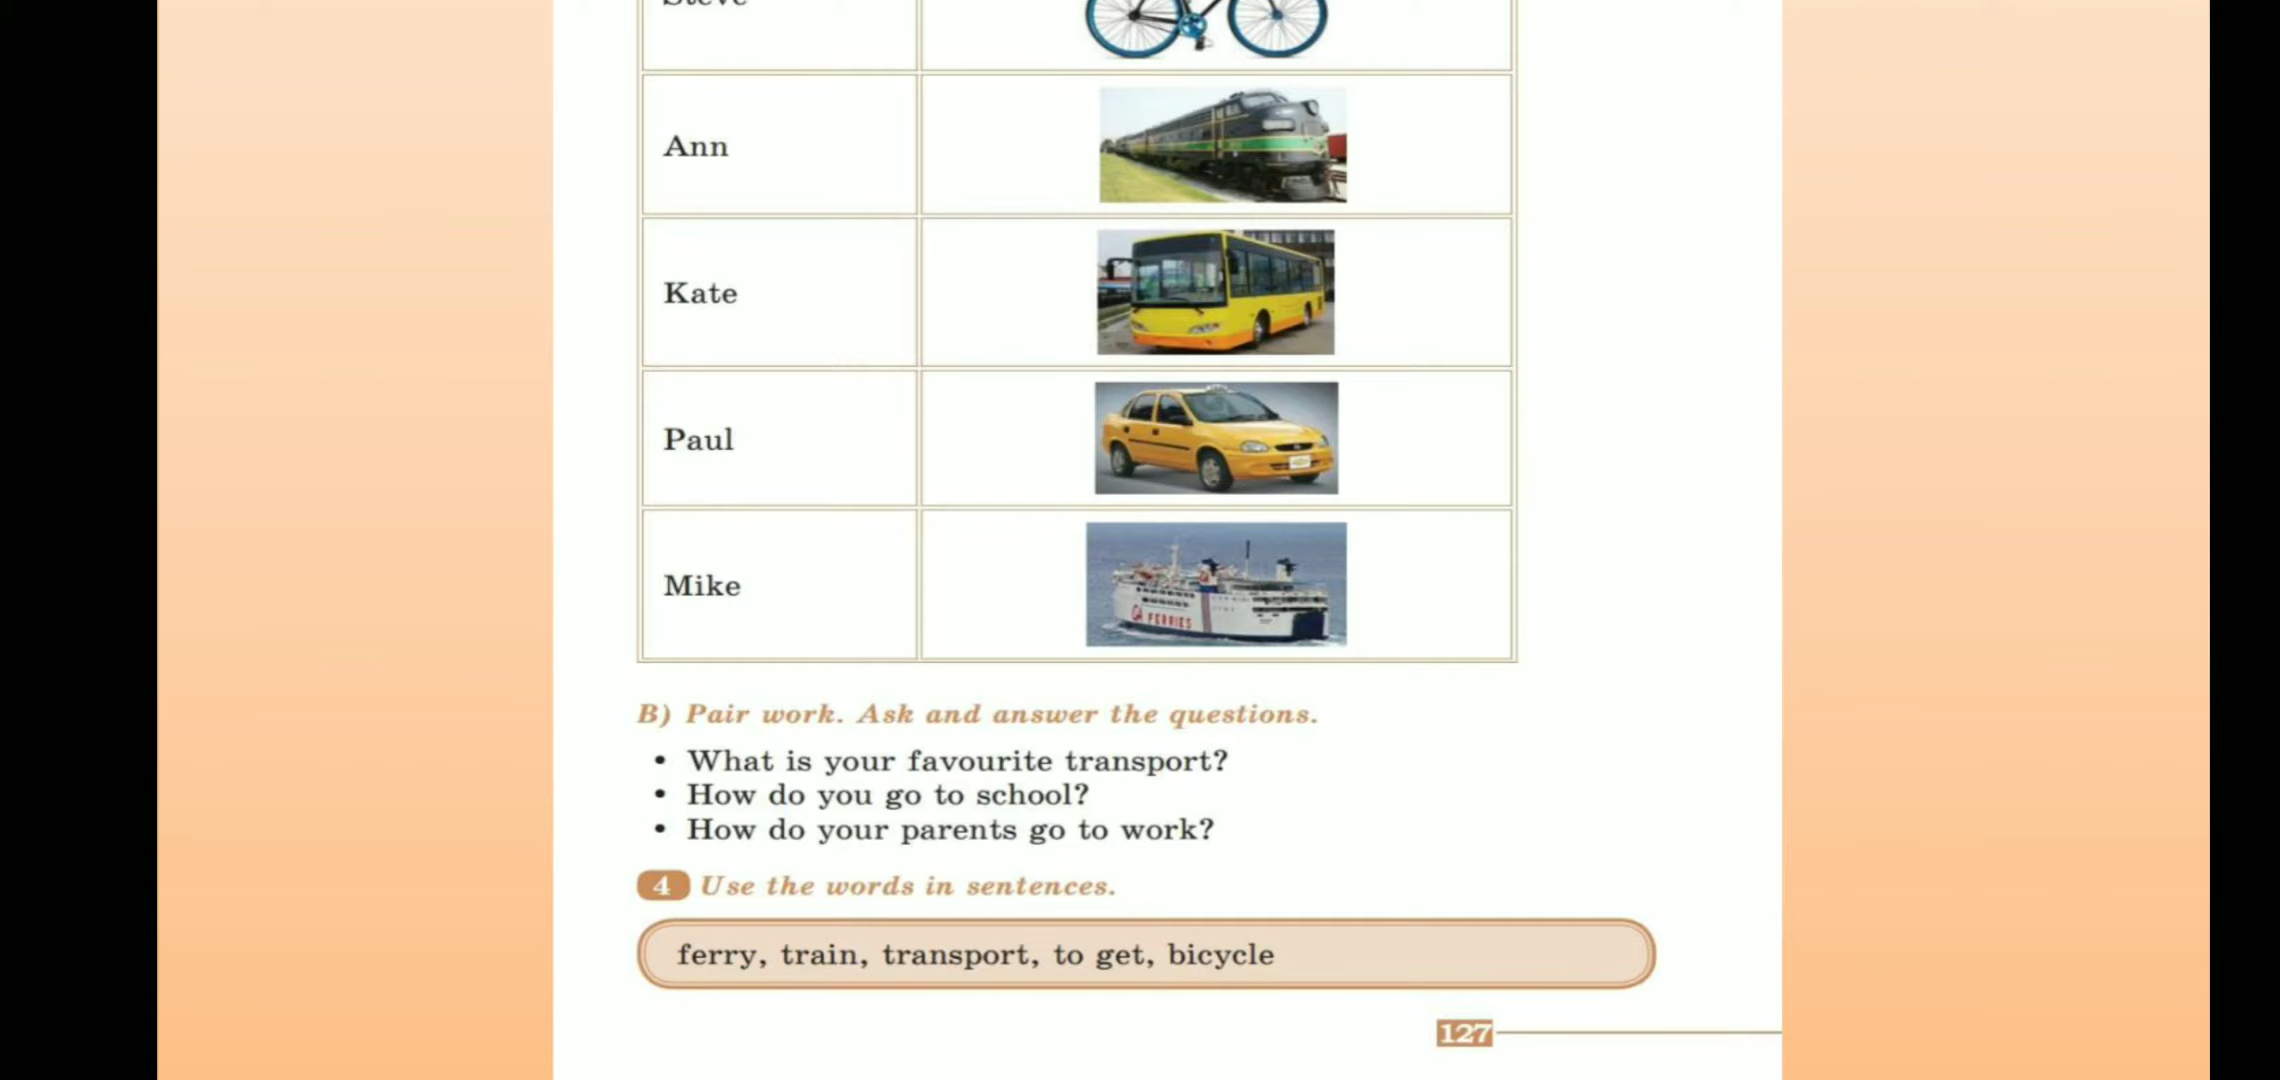 Steve
Ann
Kate
Paul
Mike
FERRIES
B) Pair work. Ask and answer the questions.
• What is your favourite transport?
• How do you go to school?
• How do your parents go to work?
4 Use the words in sentences.
ferry, train, transport, to get, bicycle
127